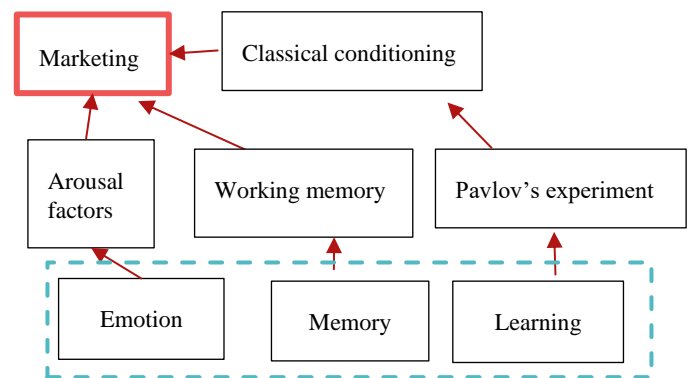 Marketing
Classical conditioning
Arousal
factors
Working memory
Pavlov’s experiment
Emotion
Memory
Learning